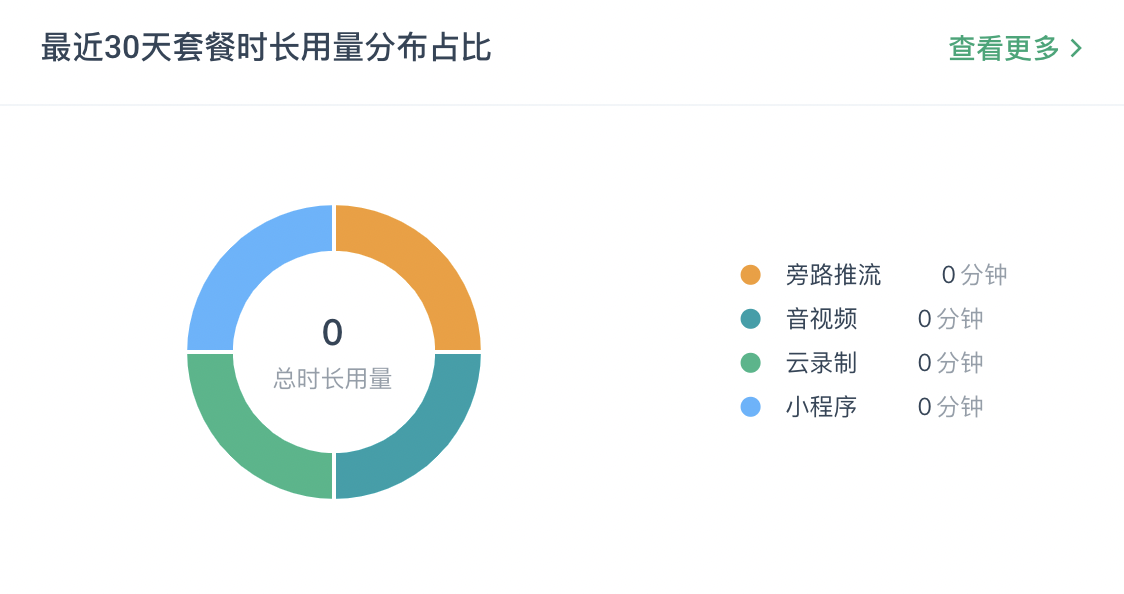 最近30天套餐时长用量分布占比
查看更多
0
总时长用量
旁路推流 0 分钟
音视频 0 分钟
云录制 0 分钟
小程序 0 分钟